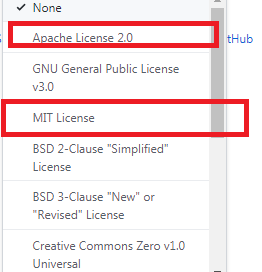 None
Apache License 2.0
tHub
GNU General Public License
v3.0
MIT License
BSD 2-Clause "Simplified"
License
BSD 3-Clause "New" or
"Revised" License
Creative Commons Zero v1.0
Universal